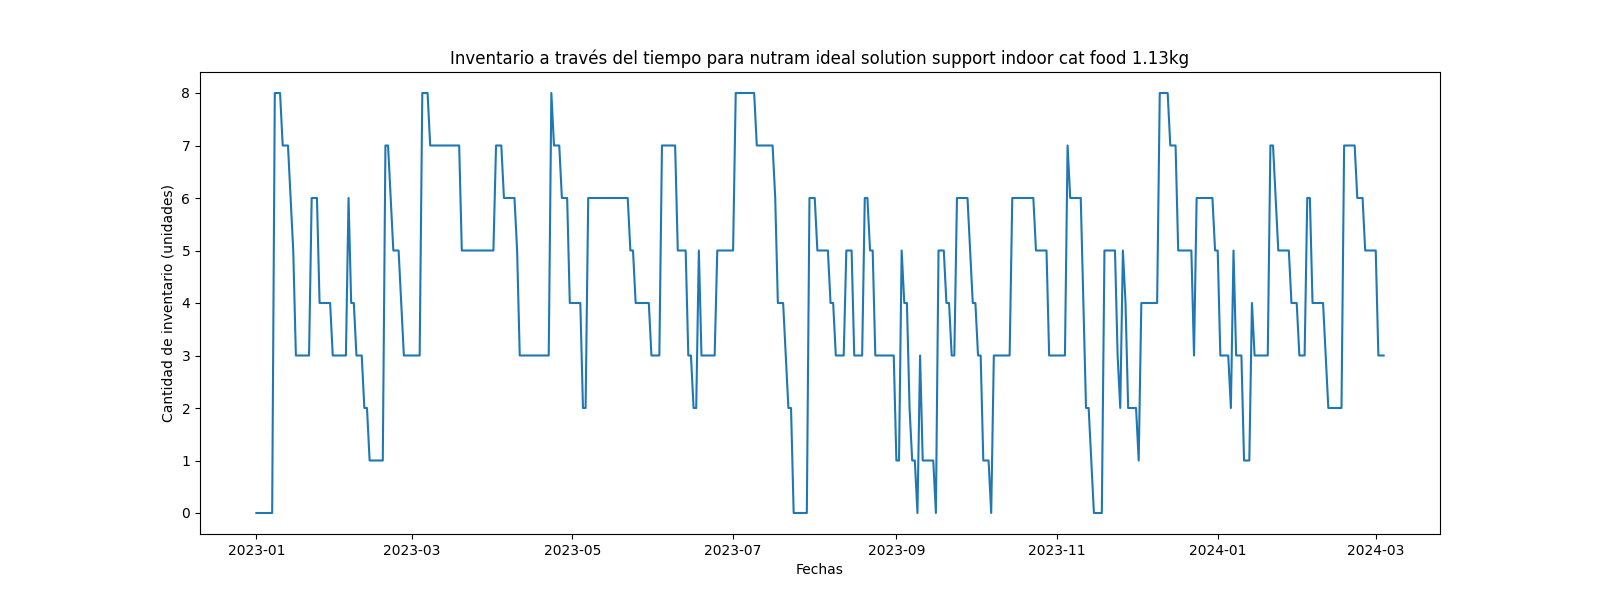 Inventario a través del tiempo para nutram ideal solution support indoor cat food 1.13kg
Cantidad de inventario (unidades)
8
7
6
5
4
3
2
1
0
2023-01 2023-03 2023-05 2023-07 2023-09 2023-11 2024-01 2024-03
Fechas